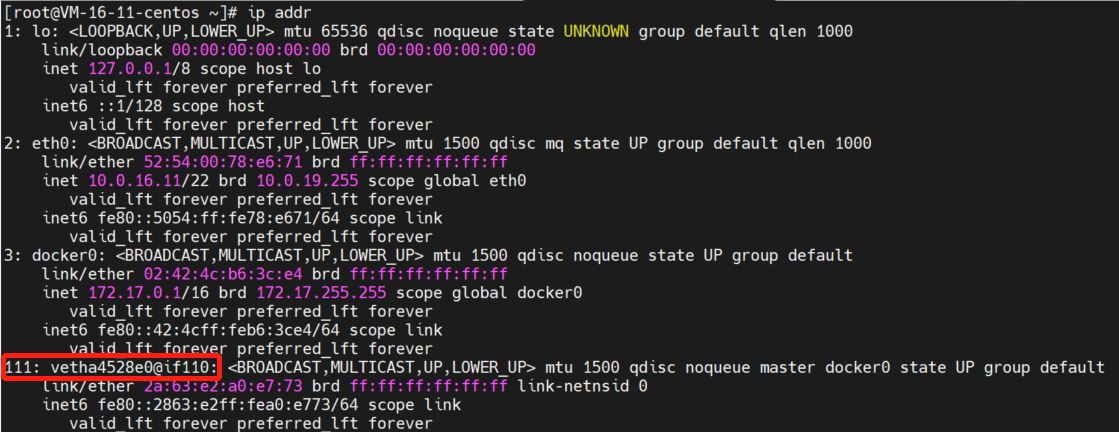 [root@VM-16-11-centos ~]# ip addr
1: lo: <LOOPBACK,UP,LOWER_UP> mtu 65536 qdisc noqueue state UNKNOWN group default qlen 1000
link/loopback 00:00:00:00:00:00 brd 00:00:00:00:00:00
inet 127.0.0.1/8 scope host lo
valid_lft forever preferred_lft forever
inet6 ::1/128 scope host
valid_lft forever preferred_lft forever
2: eth0: <BROADCAST,MULTICAST,UP,LOWER_UP> mtu 1500 qdisc mq state UP group default qlen 1000
link/ether 52:54:00:78:e6:71 brd ff:ff:ff:ff:ff:ff
inet 10.0.16.11/22 brd 10.0.19.255 scope global eth0
valid_lft forever preferred_lft forever
inet6 fe80::5054:ff:fe78:e671/64 scope link
valid_lft forever preferred_lft forever
3: docker0: <BROADCAST,MULTICAST,UP,LOWER_UP> mtu 1500 qdisc noqueue state UP group default
link/ether 02:42:4c:b6:3c:e4 brd ff:ff:ff:ff:ff:ff
inet 172.17.0.1/16 brd 172.17.255.255 scope global docker0
valid_lft forever preferred_lft forever
inet6 fe80::42:4cff:feb6:3ce4/64 scope link
valid_lft forever preferred_lft forever
111: vetha4528e0@if110: <BROADCAST,MULTICAST,UP,LOWER_UP> mtu 1500 qdisc noqueue master docker0 state UP group default
link/ether 2a:63:e2:a0:e7:73 brd ff:ff:ff:ff:ff:ff link-netnsid 0
inet6 fe80::2863:e2ff:fea0:e773/64 scope link
valid_lft forever preferred_lft forever